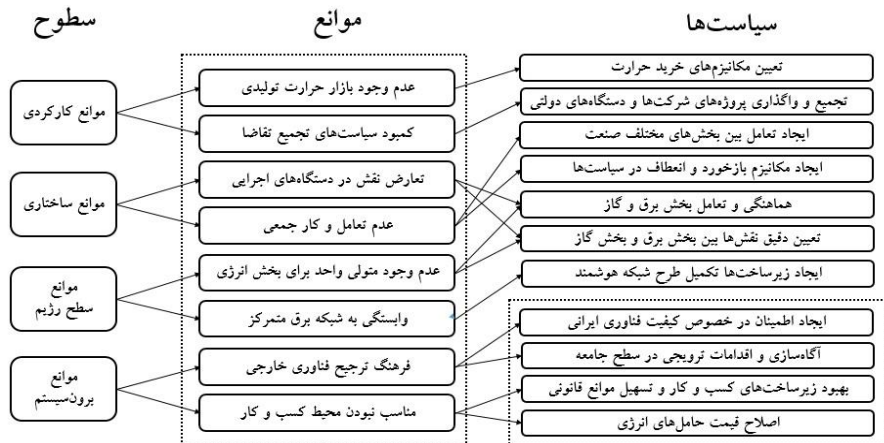 سطوح
موانع
سیاست‌ها
موانع کارکردی
موانع ساختاری
موانع
سطح رژیم
موانع
برون‌سیستم
عدم وجود بازار حرارت تولیدی
کمبود سیاست‌های تجمیع تقاضا
تعارض نقش در دستگاه‌های اجرایی
عدم تعامل و کار جمعی
عدم وجود متولی واحد برای بخش انرژی
وابستگی به شبکه برق متمرکز
فرهنگ ترجیح فناوری خارجی
مناسب نبودن محیط کسب و کار
تعیین مکانیزم‌های خرید حرارت
تجمیع و واگذاری پروژه‌های شرکت‌ها و دستگاه‌های دولتی
ایجاد تعامل بین بخش‌های مختلف صنعت
ایجاد مکانیزم بازخورد و انعطاف در سیاست‌ها
هماهنگی و تعامل بخش برق و گاز
تعیین دقیق نقش‌ها بین بخش برق و بخش گاز
ایجاد زیرساخت‌ها تکمیل طرح شبکه هوشمند
ایجاد اطمینان در خصوص کیفیت فناوری ایرانی
آگاه‌سازی و اقدامات ترویجی در سطح جامعه
بهبود زیرساخت‌های کسب و کار و تسهیل موانع قانونی
اصلاح قیمت حامل‌های انرژی